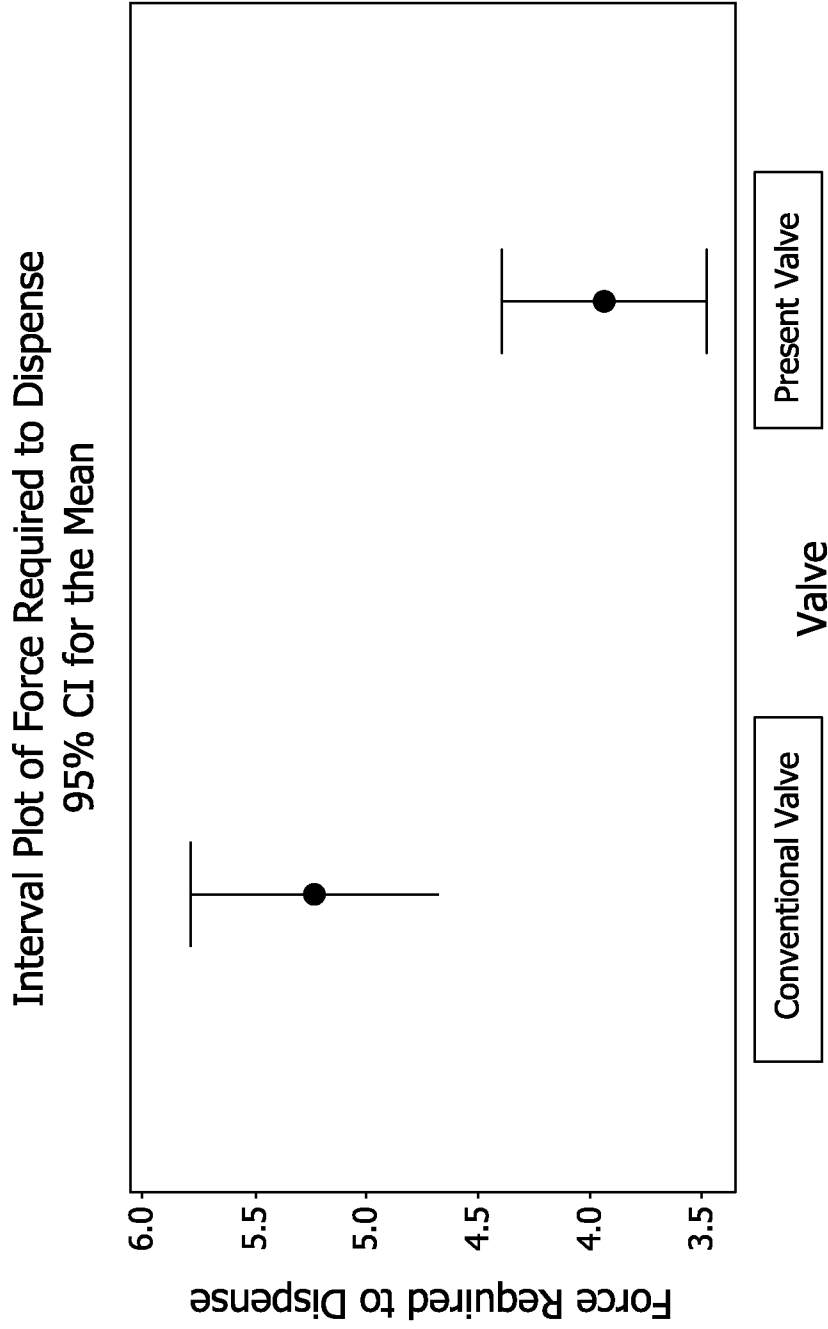 Interval Plot of Force Required to Dispense
95% CI for the Mean
Force Required to Dispense
6.0
5.5
5.0
4.5
4.0
3.5
Conventional Valve
Present Valve
Valve